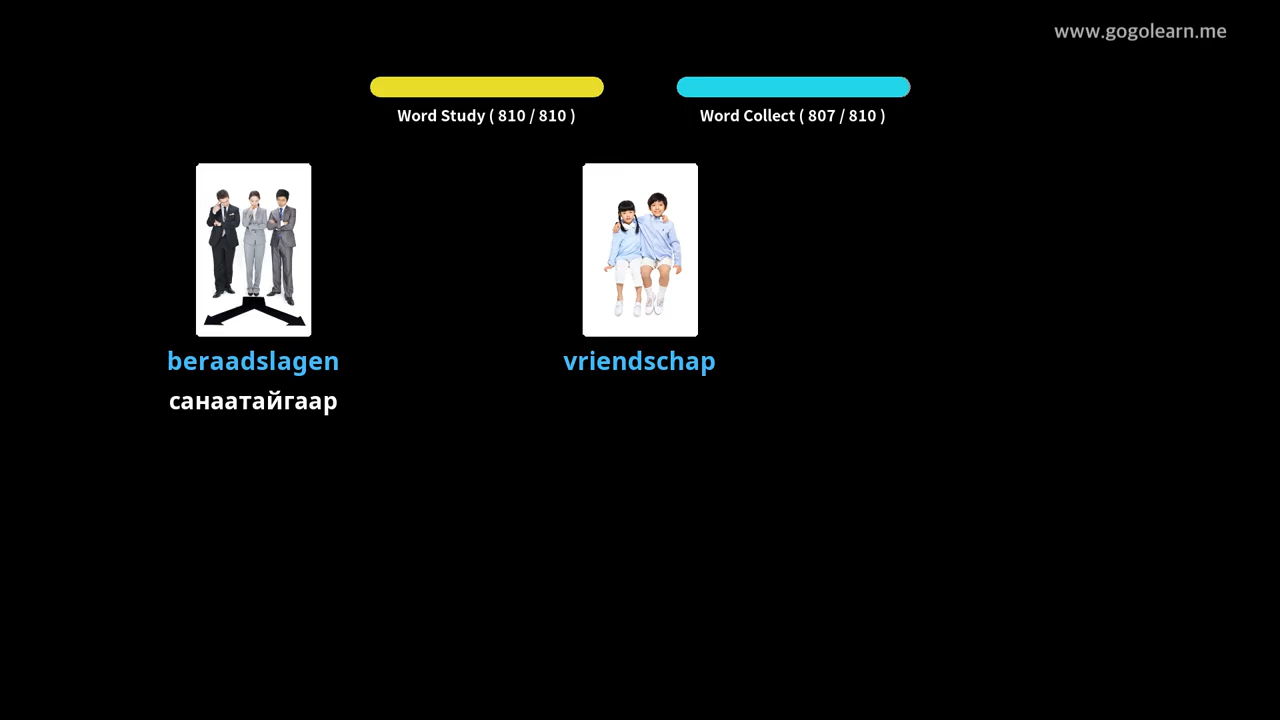 www.gogolearn.me
Word Study ( 810 / 810 )
Word Collect ( 807 / 810 )
beraadslagen
vriendschap
санаатайгаар